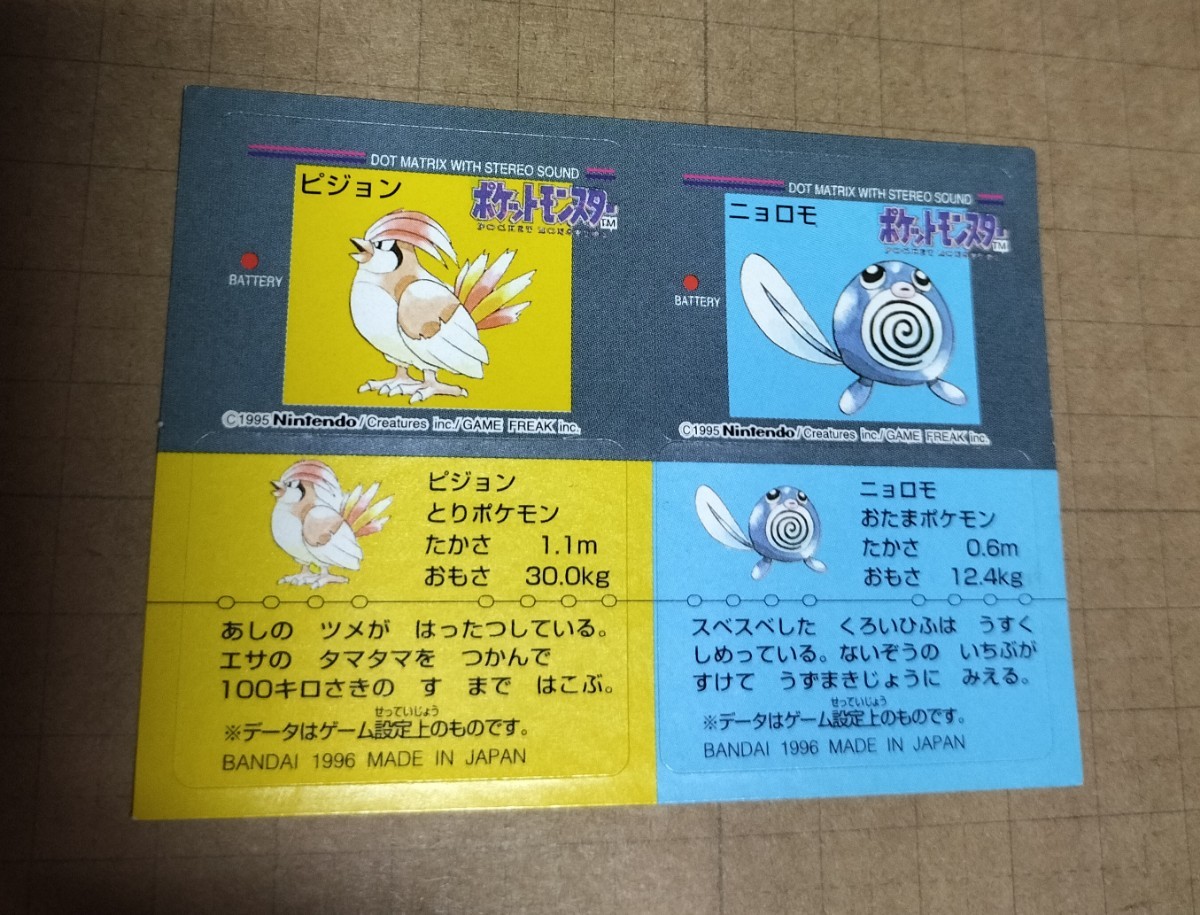 DOT MATRIX WITH STEREO SOUND
ピジョン
ポケットモンスター TM
POCKET MONSTERS
BATTERY
©1995 Nintendo/Creatures inc./GAME FREAK inc.
ピジョン
とりポケモン
たかさ 1.1m
おもさ 30.0kg
あしの ツメが はったつしている。
エサの タマタマを つかんで
100キロさきの す まで はこぶ。
せっていじょう
※データはゲーム設定上のものです。
BANDAI 1996 MADE IN JAPAN
DOT MATRIX WITH STEREO SOUND
ニョロモ
ポケットモンスター TM
POCKET MONSTERS
BATTERY
©1995 Nintendo/Creatures inc./GAME FREAK inc.
ニョロモ
おたまポケモン
たかさ 0.6m
おもさ 12.4kg
スベスベした くろいひふは うすく
しめっている。ないぞうの いちぶが
すけて うずまきじょうに みえる。
せっていじょう
※データはゲーム設定上のものです。
BANDAI 1996 MADE IN JAPAN